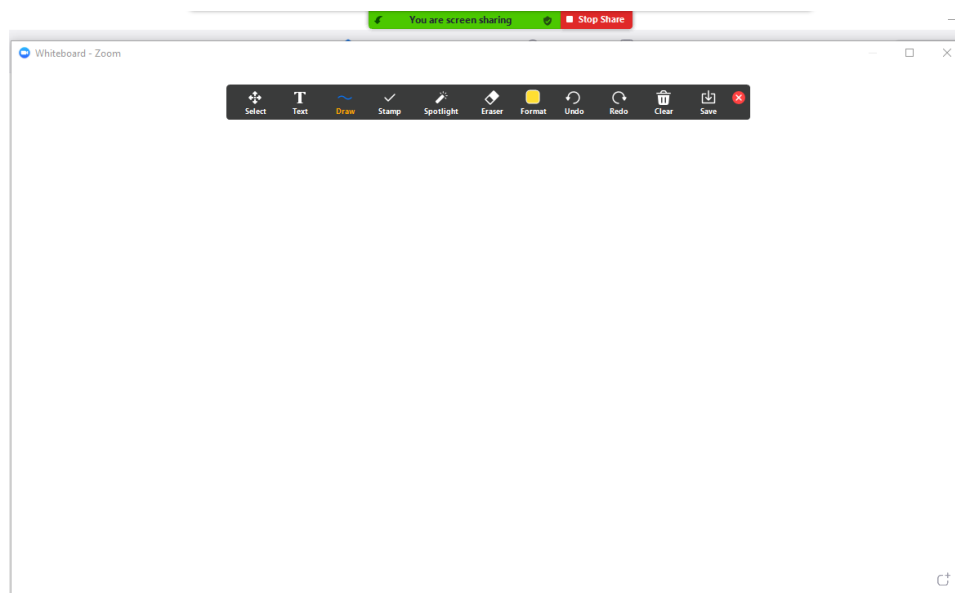 You are screen sharing Stop Share
Whiteboard - Zoom
Select Text Draw Stamp Spotlight Eraser Format Undo Redo Clear Save